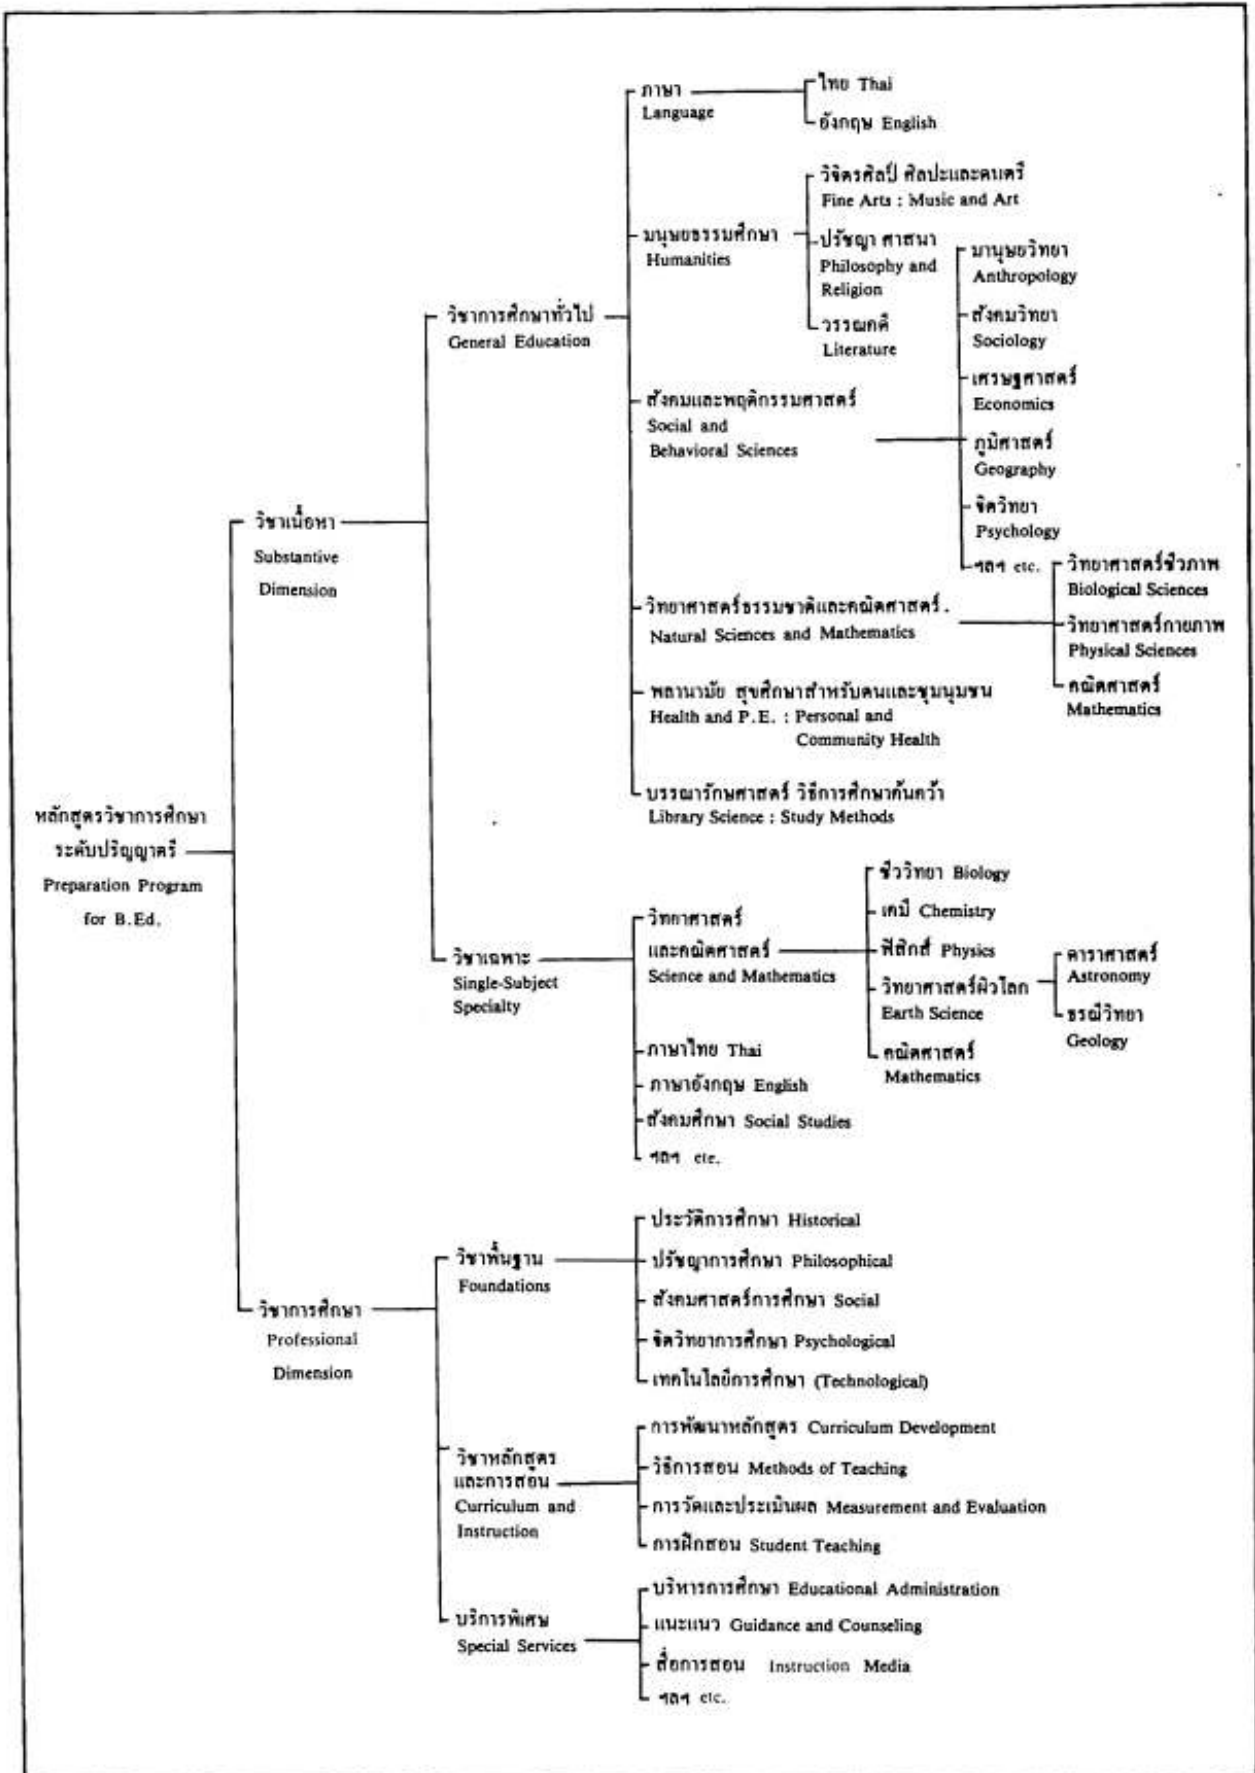 ภาษา
Language
ไทย Thai
อังกฤษ English
มนุษยธรรมศึกษา
Humanities
วิจิตรศิลป์ ศิลปะและดนตรี
Fine Arts : Music and Art
ปรัชญา ศาสนา
Philosophy and
Religion
วรรณคดี
Literature
วิชาการศึกษาทั่วไป
General Education
สังคมและพฤติกรรมศาสตร์
Social and
Behavioral Sciences
มานุษยวิทยา
Anthropology
สังคมวิทยา
Sociology
เศรษฐศาสตร์
Economics
ภูมิศาสตร์
Geography
จิตวิทยา
Psychology
ฯลฯ etc.
วิชาเนื้อหา
Substantive
Dimension
วิทยาศาสตร์ธรรมชาติและคณิตศาสตร์ .
Natural Sciences and Mathematics
วิทยาศาสตร์ชีวภาพ
Biological Sciences
วิทยาศาสตร์กายภาพ
Physical Sciences
คณิตศาสตร์
Mathematics
พลานามัย สุขศึกษาสำหรับตนและชุมนุมชน
Health and P.E. : Personal and
Community Health
บรรณารักษศาสตร์ วิธีการศึกษาค้นคว้า
Library Science : Study Methods
หลักสูตรวิชาการศึกษา
ระดับปริญญาตรี
Preparation Program
for B.Ed.
วิชาเฉพาะ
Single-Subject
Specialty
วิทยาศาสตร์
และคณิตศาสตร์
Science and Mathematics
ชีววิทยา Biology
เคมี Chemistry
ฟิสิกส์ Physics
วิทยาศาสตร์ผิวโลก
Earth Science
ดาราศาสตร์
Astronomy
ธรณีวิทยา
Geology
คณิตศาสตร์
Mathematics
ภาษาไทย Thai
ภาษาอังกฤษ English
สังคมศึกษา Social Studies
ฯลฯ etc.
วิชาการศึกษา
Professional
Dimension
วิชาพื้นฐาน
Foundations
ประวัติการศึกษา Historical
ปรัชญาการศึกษา Philosophical
สังคมศาสตร์การศึกษา Social
จิตวิทยาการศึกษา Psychological
เทคโนโลยีการศึกษา (Technological)
วิชาหลักสูตร
และการสอน
Curriculum and
Instruction
การพัฒนาหลักสูตร Curriculum Development
วิธีการสอน Methods of Teaching
การวัดและประเมินผล Measurement and Evaluation
การฝึกสอน Student Teaching
บริการพิเศษ
Special Services
บริหารการศึกษา Educational Administration
แนะแนว Guidance and Counseling
สื่อการสอน Instruction Media
ฯลฯ etc.